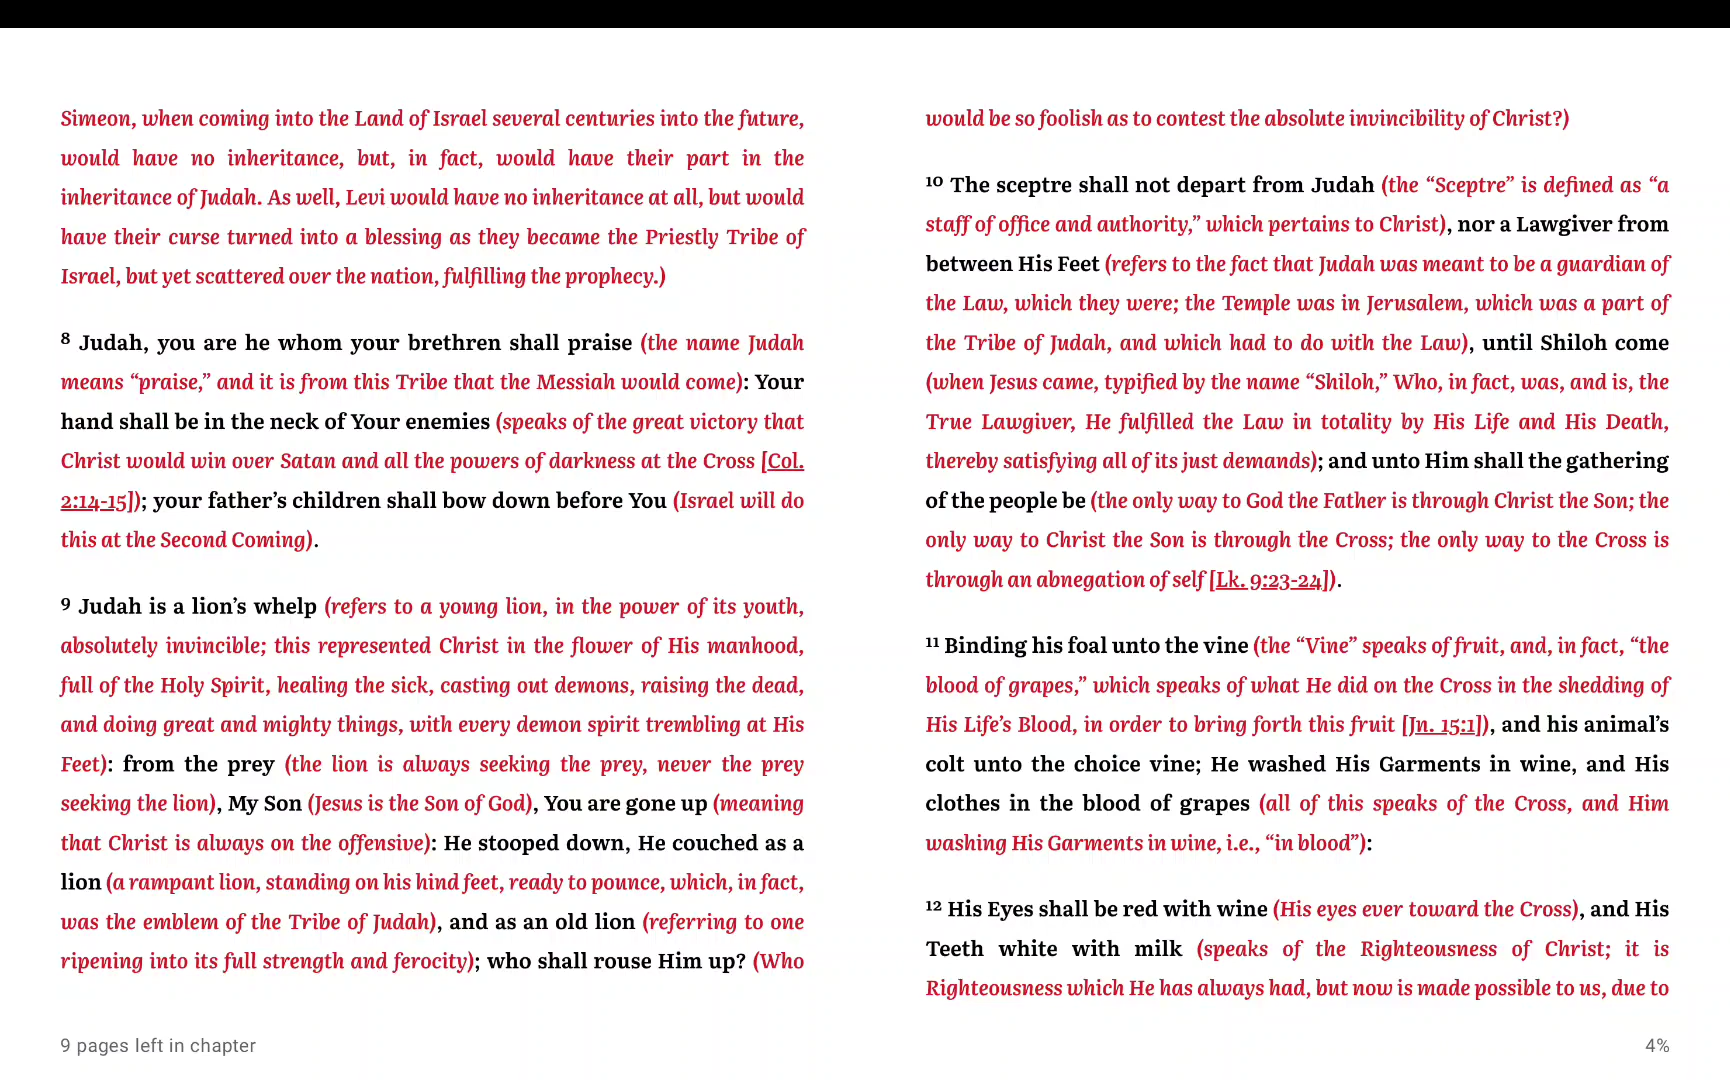 Simeon, when coming into the Land of Israel several centuries into the future,
would have no inheritance, but, in fact, would have their part in the
inheritance of Judah. As well, Levi would have no inheritance at all, but would
have their curse turned into a blessing as they became the Priestly Tribe of
Israel, but yet scattered over the nation, fulfilling the prophecy.)
8 Judah, you are he whom your brethren shall praise (the name Judah
means “praise,” and it is from this Tribe that the Messiah would come): Your
hand shall be in the neck of Your enemies (speaks of the great victory that
Christ would win over Satan and all the powers of darkness at the Cross [Col.
2:14-15]); your father’s children shall bow down before You (Israel will do
this at the Second Coming).
9 Judah is a lion’s whelp (refers to a young lion, in the power of its youth,
absolutely invincible; this represented Christ in the flower of His manhood,
full of the Holy Spirit, healing the sick, casting out demons, raising the dead,
and doing great and mighty things, with every demon spirit trembling at His
Feet): from the prey (the lion is always seeking the prey, never the prey
seeking the lion), My Son (Jesus is the Son of God), You are gone up (meaning
that Christ is always on the offensive): He stooped down, He couched as a
lion (a rampant lion, standing on his hind feet, ready to pounce, which, in fact,
was the emblem of the Tribe of Judah), and as an old lion (referring to one
ripening into its full strength and ferocity); who shall rouse Him up? (Who
would be so foolish as to contest the absolute invincibility of Christ?)
10 The sceptre shall not depart from Judah (the “Sceptre” is defined as “a
staff of office and authority,” which pertains to Christ), nor a Lawgiver from
between His Feet (refers to the fact that Judah was meant to be a guardian of
the Law, which they were; the Temple was in Jerusalem, which was a part of
the Tribe of Judah, and which had to do with the Law), until Shiloh come
(when Jesus came, typified by the name “Shiloh,” Who, in fact, was, and is, the
True Lawgiver, He fulfilled the Law in totality by His Life and His Death,
thereby satisfying all of its just demands); and unto Him shall the gathering
of the people be (the only way to God the Father is through Christ the Son; the
only way to Christ the Son is through the Cross; the only way to the Cross is
through an abnegation of self [Lk. 9:23-24]).
11 Binding his foal unto the vine (the “Vine” speaks of fruit, and, in fact, “the
blood of grapes,” which speaks of what He did on the Cross in the shedding of
His Life’s Blood, in order to bring forth this fruit [Jn. 15:1]), and his animal’s
colt unto the choice vine; He washed His Garments in wine, and His
clothes in the blood of grapes (all of this speaks of the Cross, and Him
washing His Garments in wine, i.e., “in blood”):
12 His Eyes shall be red with wine (His eyes ever toward the Cross), and His
Teeth white with milk (speaks of the Righteousness of Christ; it is
Righteousness which He has always had, but now is made possible to us, due to
9 pages left in chapter
4%